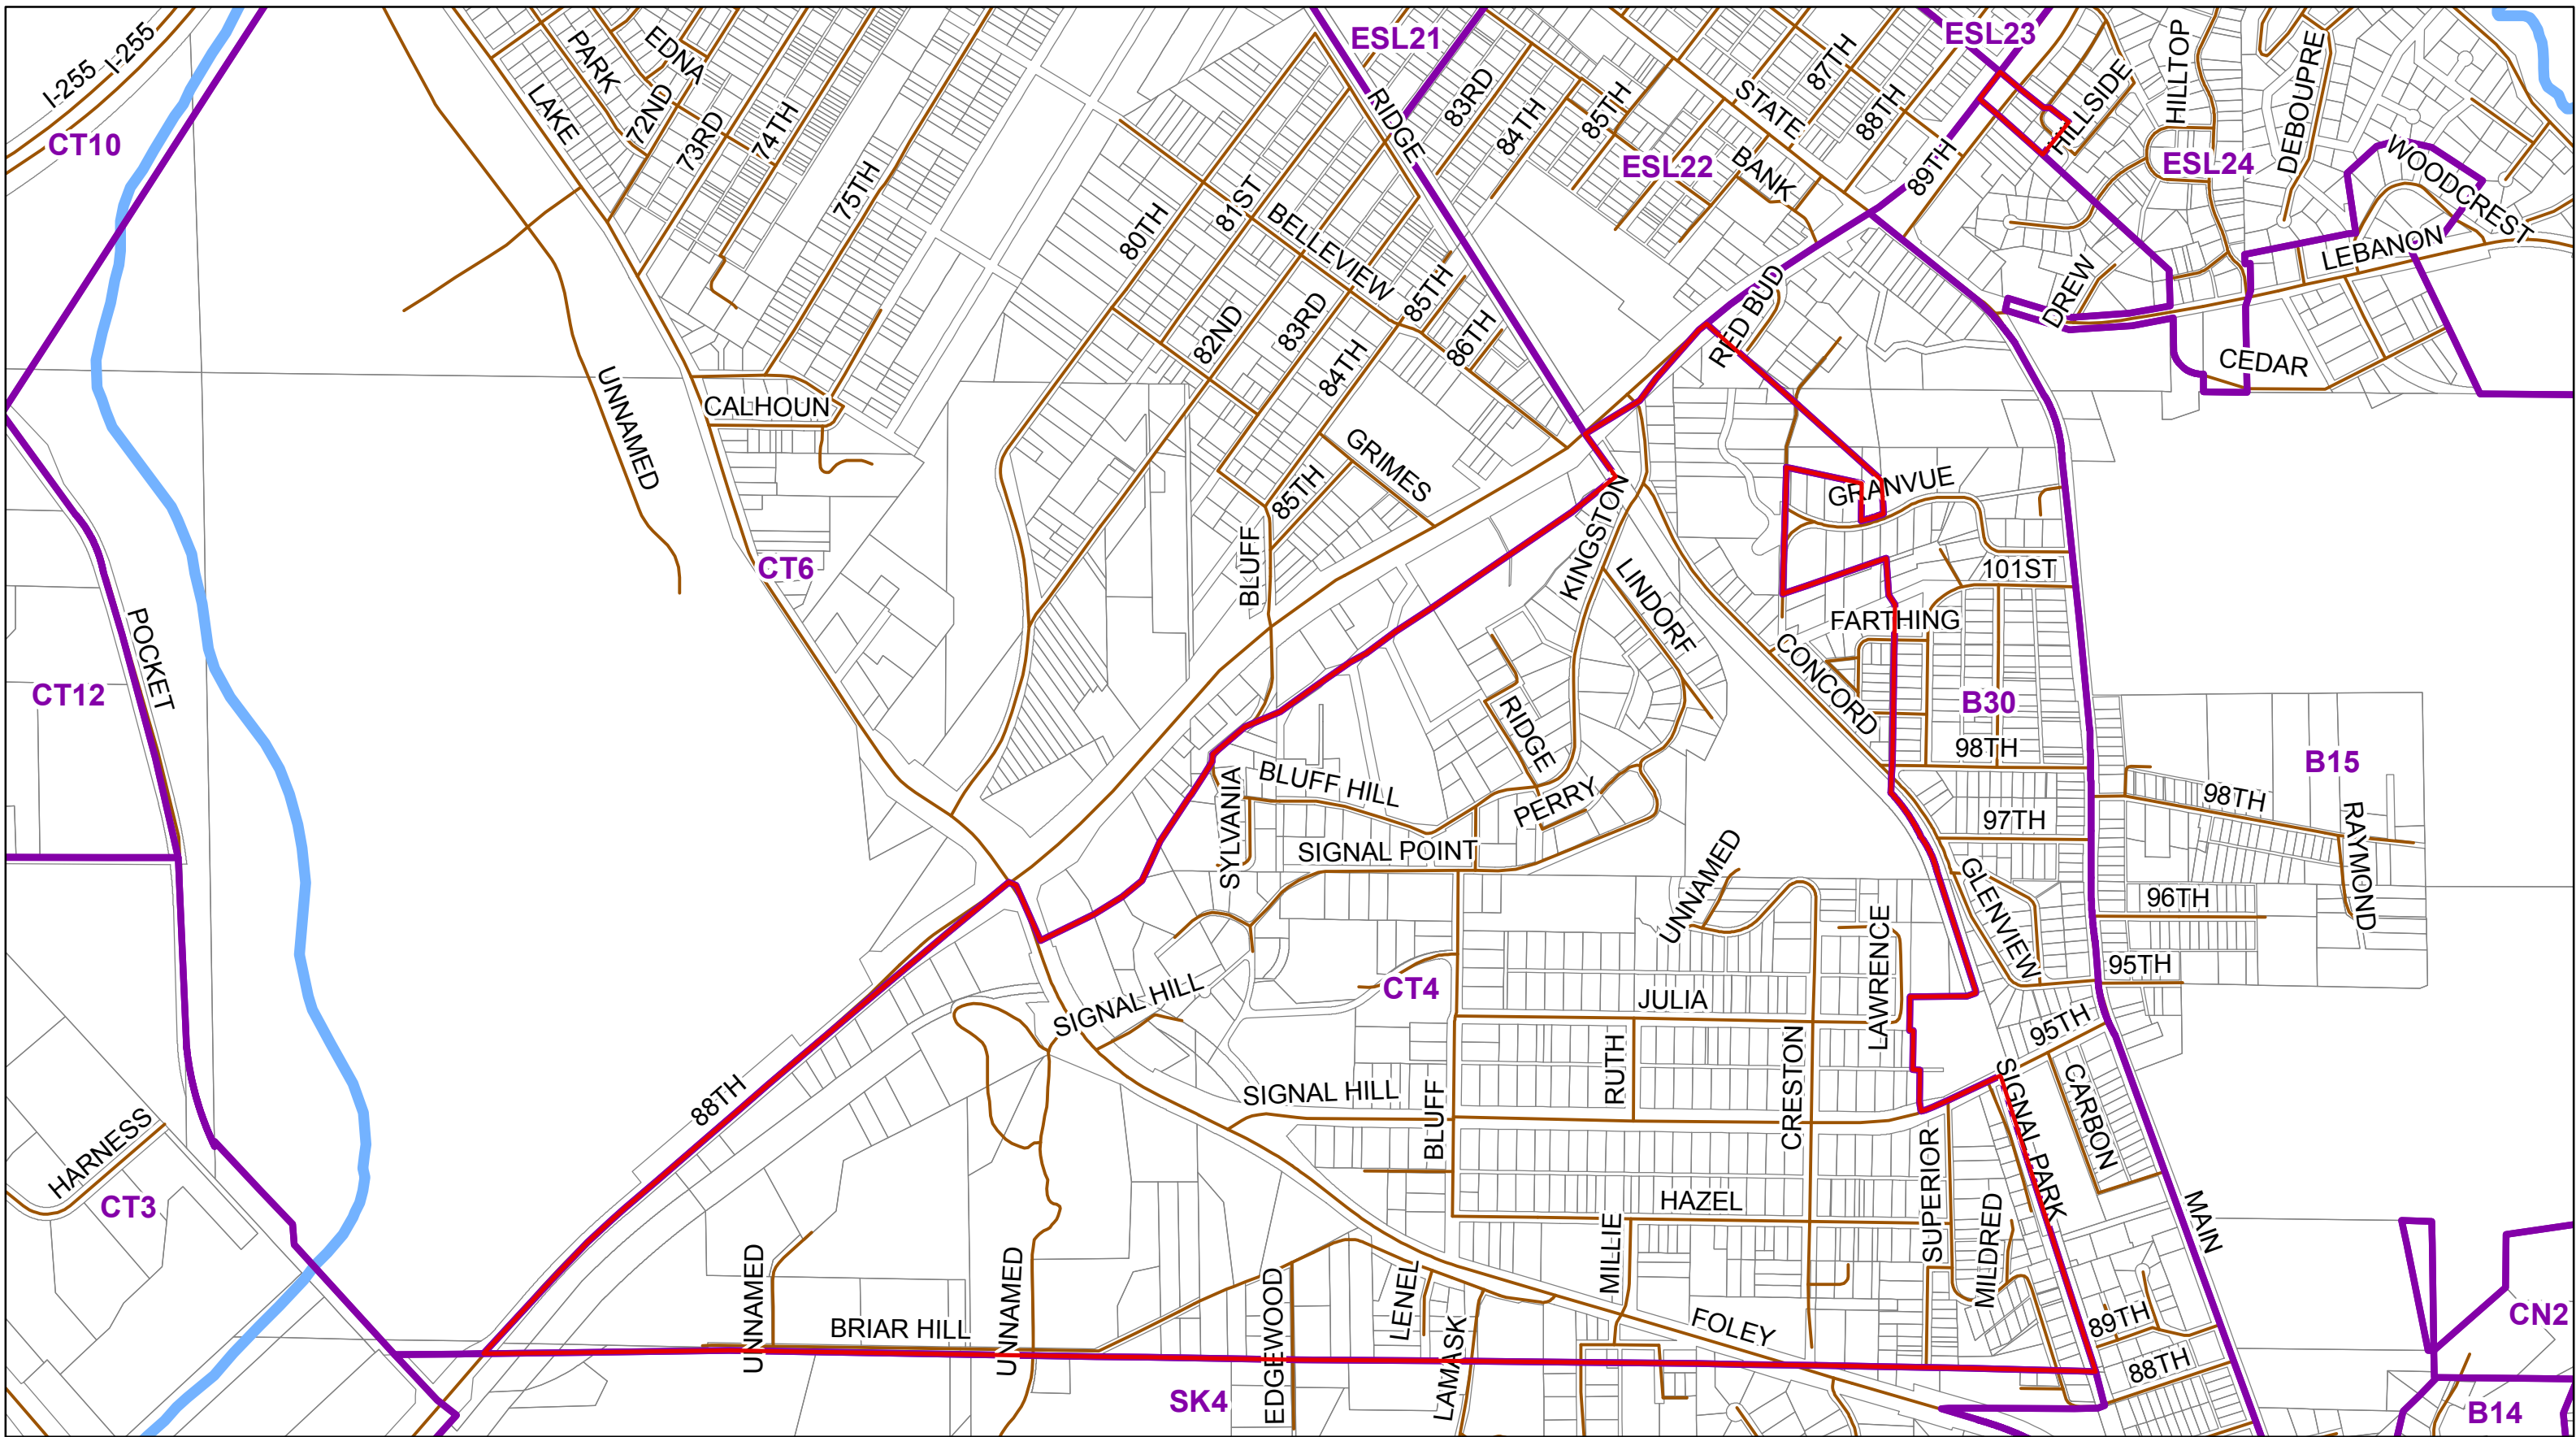 I-255
I-255
CT10
PARK
EDNA
LAKE
72ND
73RD
74TH
75TH
ESL21
RIDGE
83RD
84TH
85TH
ESL22
STATE
BANK
87TH
88TH
89TH
ESL23
HILLSIDE
HILLTOP
ESL24
DEBOUPRE
WOODCREST
LEBANON
DREW
CEDAR
80TH
81ST
BELLEVIEW
82ND
83RD
84TH
85TH
86TH
RED BUD
UNNAMED
CALHOUN
GRIMES
85TH
BLUFF
CT6
KINGSTON
LINDORF
GRANVUE
101ST
FARTHING
CONCORD
B30
98TH
97TH
POCKET
CT12
RIDGE
BLUFF HILL
PERRY
SYLVANIA
SIGNAL POINT
UNNAMED
GLENVIEW
B15
98TH
RAYMOND
96TH
95TH
95TH
CT4
SIGNAL HILL
JULIA
LAWRENCE
RUTH
CRESTON
SIGNAL HILL
BLUFF
88TH
HARNESS
CT3
SIGNAL PARK
CARBON
SUPERIOR
MILDRED
HAZEL
MILLIE
MAIN
UNNAMED
BRIAR HILL
UNNAMED
EDGEWOOD
LENEL
LAMASK
FOLEY
89TH
88TH
SK4
CN2
B14